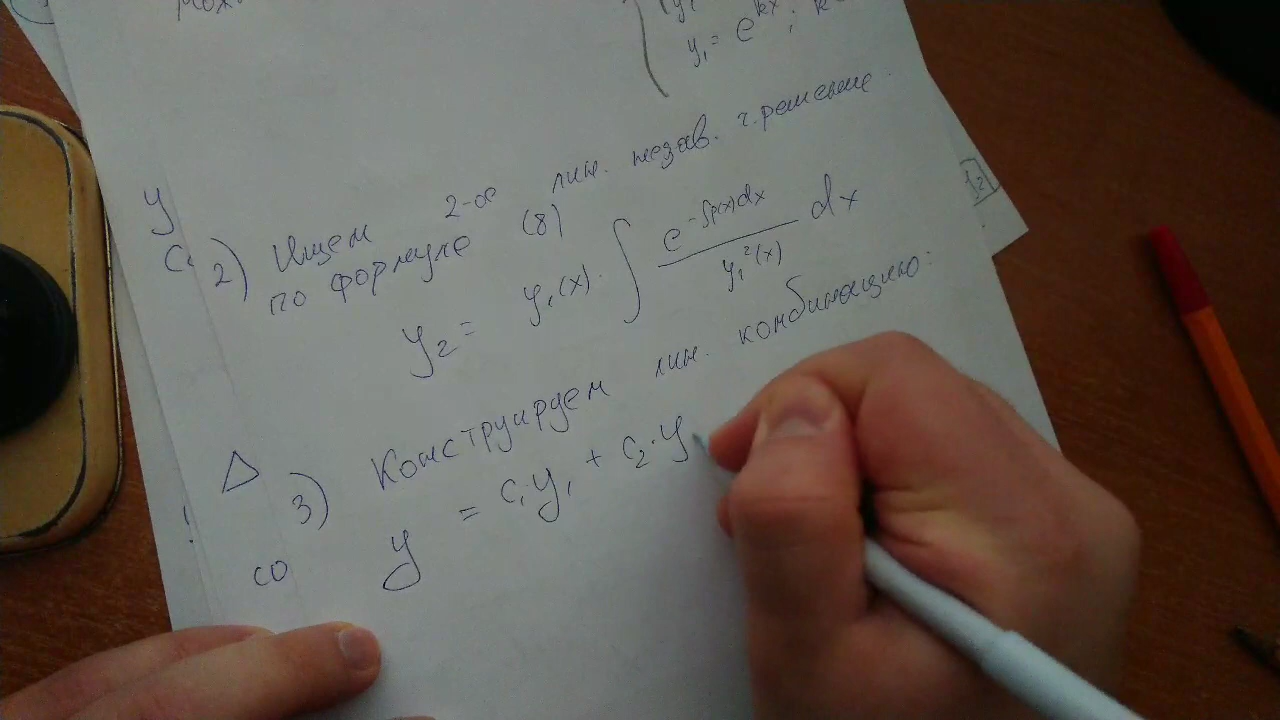 y₁ = e^{kx}; k
2) Ищем 2-ое лин. незав. ч. решение.
по формуле (8)
y₂ = y₁(x) · ∫ e^{-∫p(x)dx} / y₁²(x) dx
3) Конструируем лин. комбинацию:
y = c₁y₁ + c₂·y
со